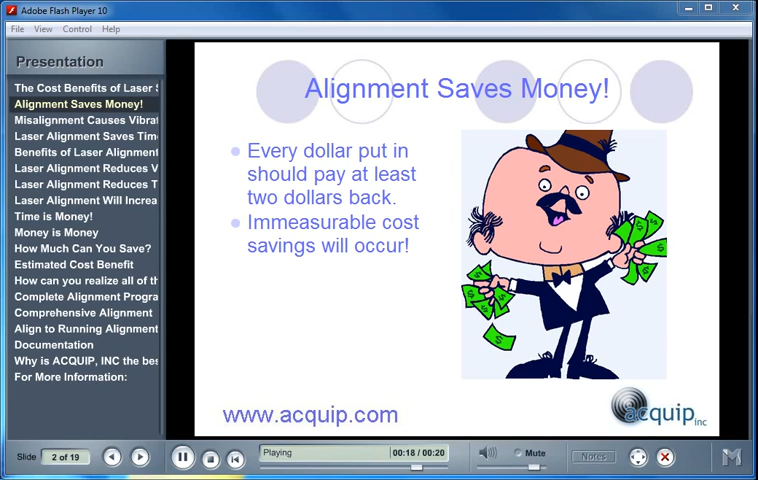 Adobe Flash Player 10
File View Control Help
Presentation
The Cost Benefits of Laser S
Alignment Saves Money!
Misalignment Causes Vibrat
Laser Alignment Saves Time
Benefits of Laser Alignment
Laser Alignment Reduces V
Laser Alignment Reduces T
Laser Alignment Will Increa
Time is Money!
Money is Money
How Much Can You Save?
Estimated Cost Benefit
How can you realize all of th
Complete Alignment Progra
Comprehensive Alignment
Align to Running Alignment
Documentation
Why is ACQUIP, INC the bes
For More Information:
Alignment Saves Money!
Every dollar put in
should pay at least
two dollars back.
Immeasurable cost
savings will occur!
www.acquip.com
acquip inc
Slide 2 of 19
Playing 00:18 / 00:20
Mute
Notes